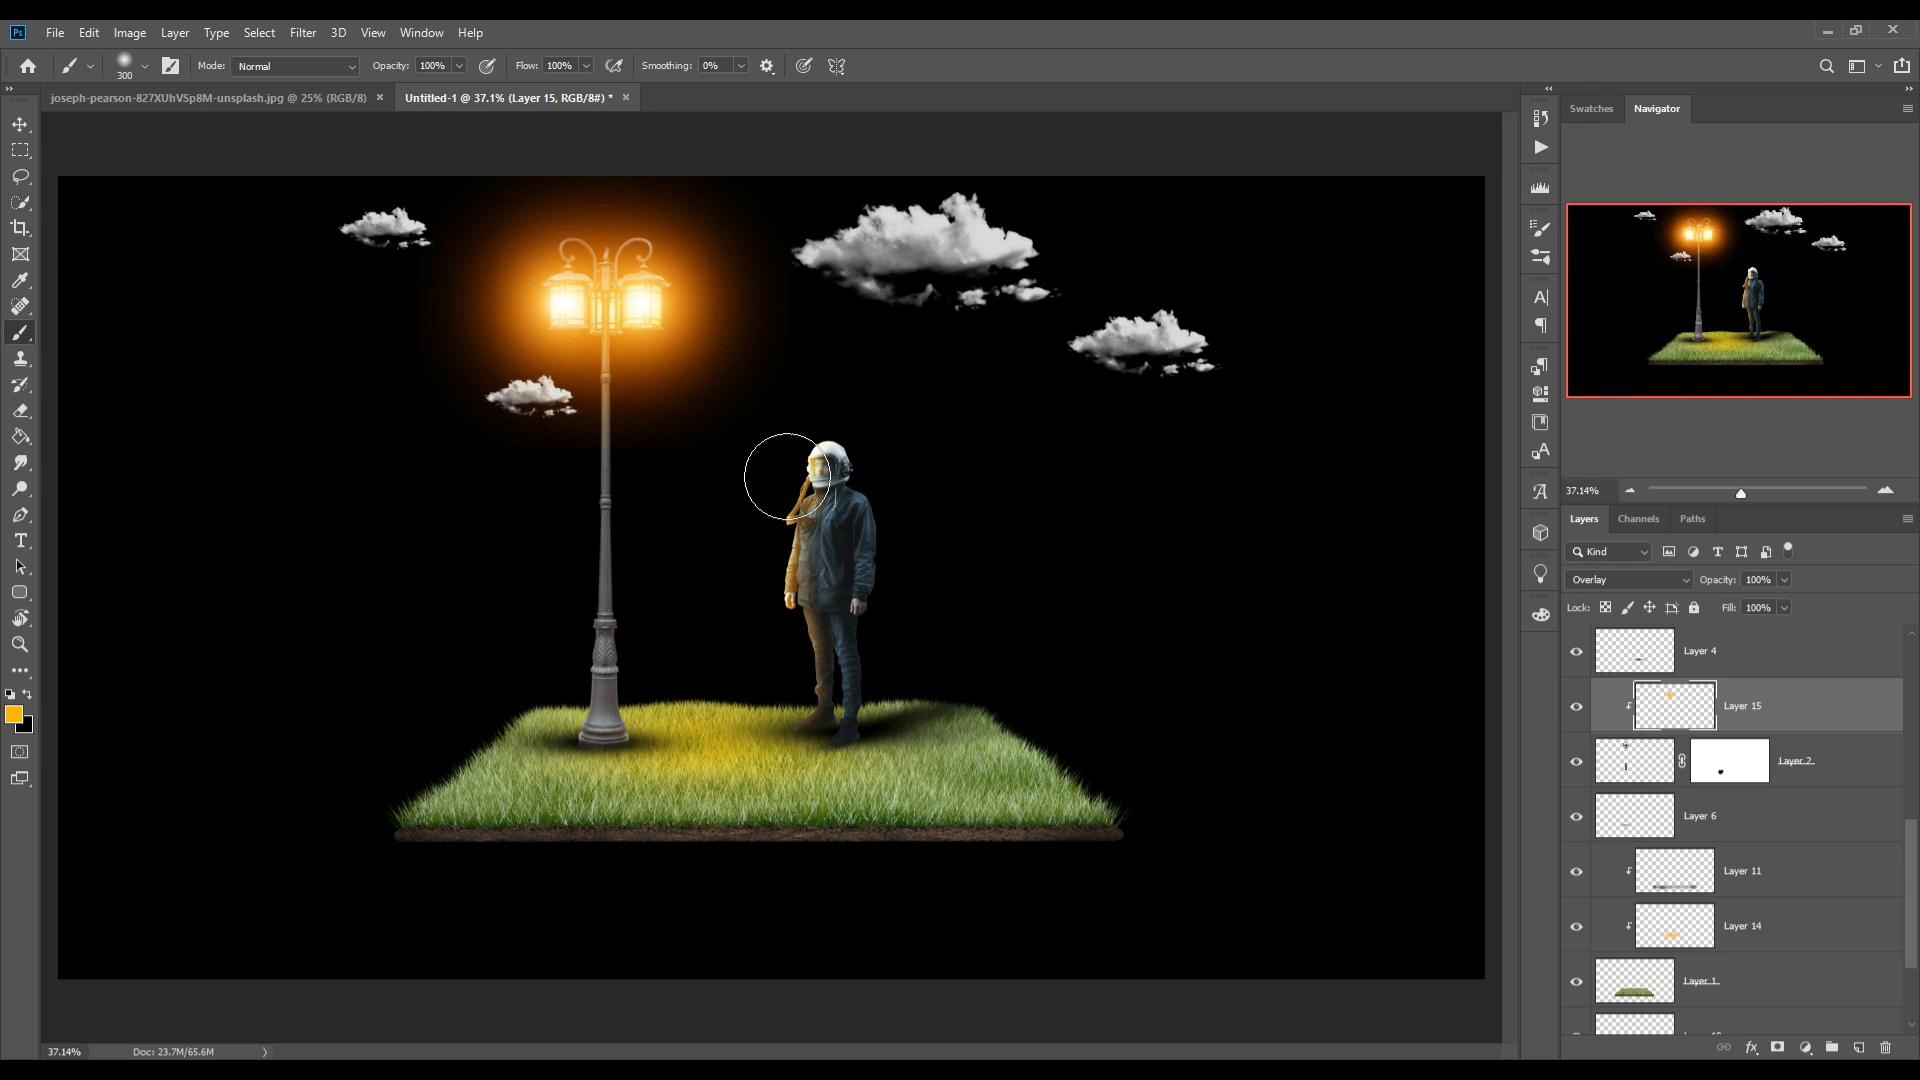 Ps File Edit Image Layer Type Select Filter 3D View Window Help
300 Mode: Normal Opacity: 100% Flow: 100% Smoothing: 0%
joseph-pearson-827XUhVSp8M-unsplash.jpg @ 25% (RGB/8) × Untitled-1 @ 37.1% (Layer 15, RGB/8#) * ×
Swatches Navigator
37.14%
Layers Channels Paths
Kind
Overlay Opacity: 100%
Lock: Fill: 100%
Layer 4
Layer 15
Layer 2
Layer 6
Layer 11
Layer 14
Layer 1
37.14% Doc: 23.7M/65.6M